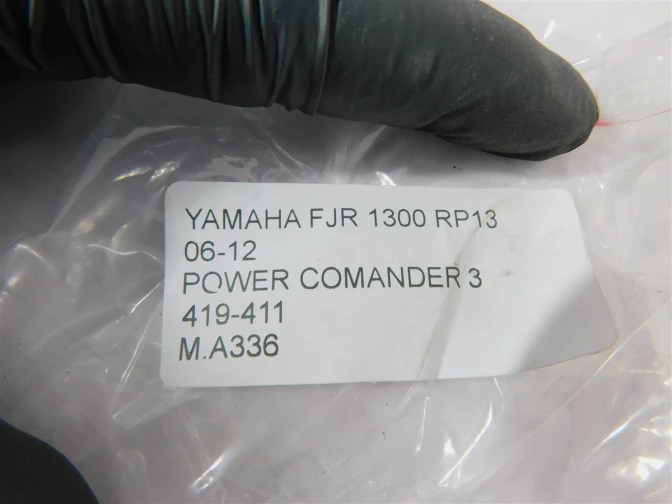 YAMAHA FJR 1300 RP13
06-12
POWER COMANDER 3
419-411
M.A336